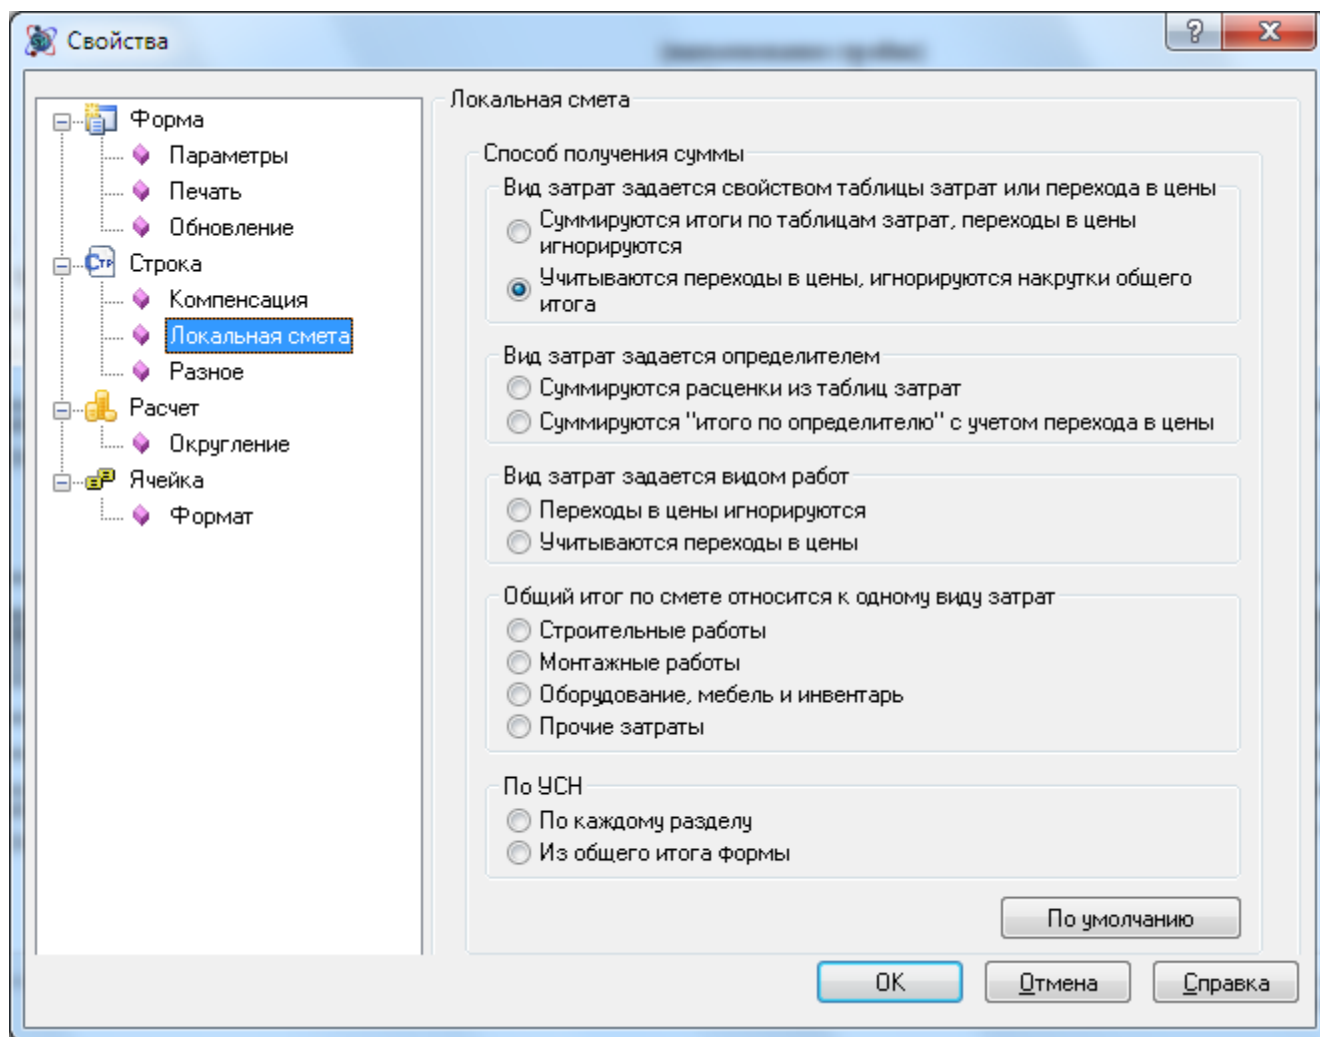 Свойства
Форма
Параметры
Печать
Обновление
Стр Строка
Компенсация
Локальная смета
Разное
Расчет
Округление
Ячейка
Формат
Локальная смета
Способ получения суммы
Вид затрат задается свойством таблицы затрат или перехода в цены
Суммируются итоги по таблицам затрат, переходы в цены
игнорируются
Учитываются переходы в цены, игнорируются накрутки общего
итога
Вид затрат задается определителем
Суммируются расценки из таблиц затрат
Суммируются "итого по определителю" с учетом перехода в цены
Вид затрат задается видом работ
Переходы в цены игнорируются
Учитываются переходы в цены
Общий итог по смете относится к одному виду затрат
Строительные работы
Монтажные работы
Оборудование, мебель и инвентарь
Прочие затраты
По УСН
По каждому разделу
Из общего итога формы
По умолчанию
OK
Отмена
Справка